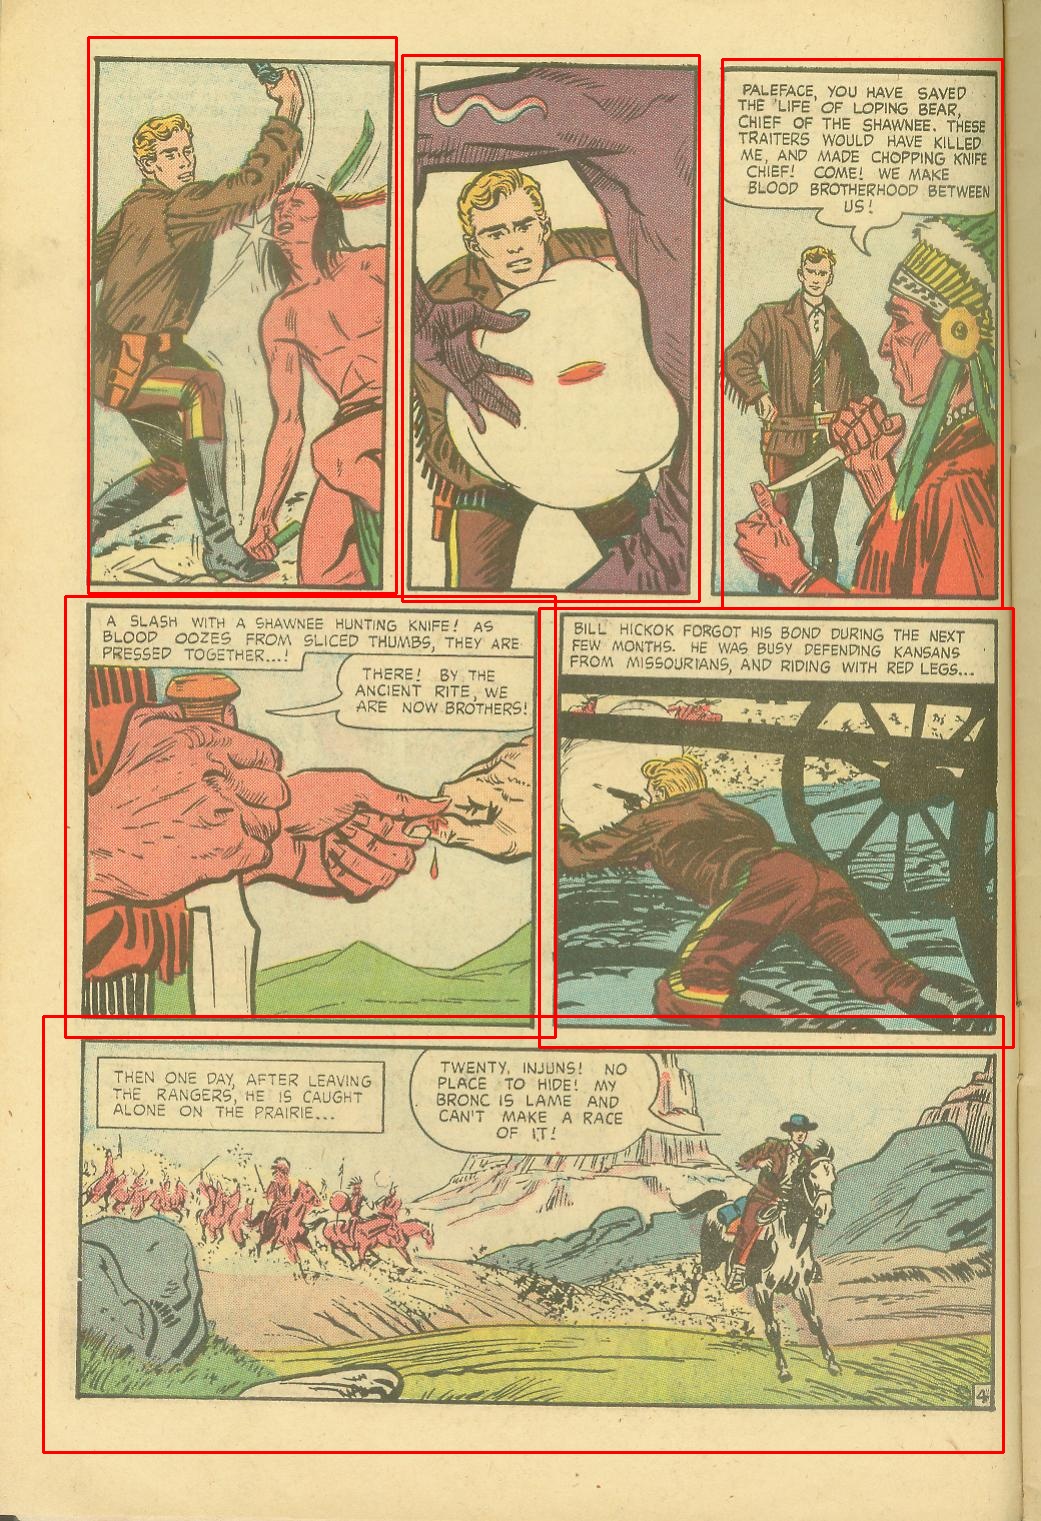 PALEFACE, YOU HAVE SAVED
THE LIFE OF LOPING BEAR,
CHIEF OF THE SHAWNEE. THESE
TRAITERS WOULD HAVE KILLED
ME, AND MADE CHOPPING KNIFE
CHIEF! COME! WE MAKE
BLOOD BROTHERHOOD BETWEEN
US!
A SLASH WITH A SHAWNEE HUNTING KNIFE! AS
BLOOD OOZES FROM SLICED THUMBS, THEY ARE
PRESSED TOGETHER...!
THERE! BY THE
ANCIENT RITE, WE
ARE NOW BROTHERS!
BILL HICKOK FORGOT HIS BOND DURING THE NEXT
FEW MONTHS. HE WAS BUSY DEFENDING KANSANS
FROM MISSOURIANS, AND RIDING WITH RED LEGS...
THEN ONE DAY, AFTER LEAVING
THE RANGERS, HE IS CAUGHT
ALONE ON THE PRAIRIE...
TWENTY, INJUNS! NO
PLACE TO HIDE! MY
BRONC IS LAME AND
CAN'T MAKE A RACE
OF IT!
4